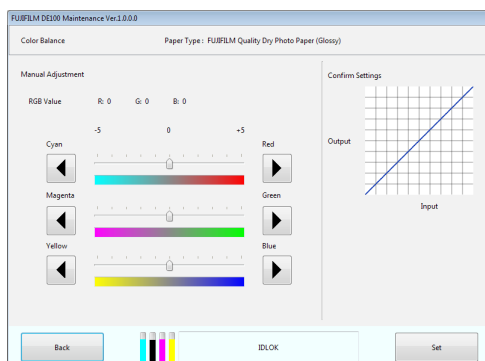 FUJIFILM DE100 Maintenance Ver.1.0.0.0
Color Balance Paper Type : FUJIFILM Quality Dry Photo Paper (Glossy)
Manual Adjustment
RGB Value R: 0 G: 0 B: 0
-5 0 +5
Cyan Red
Magenta Green
Yellow Blue
Confirm Settings
Output
Input
Back IDLOK Set